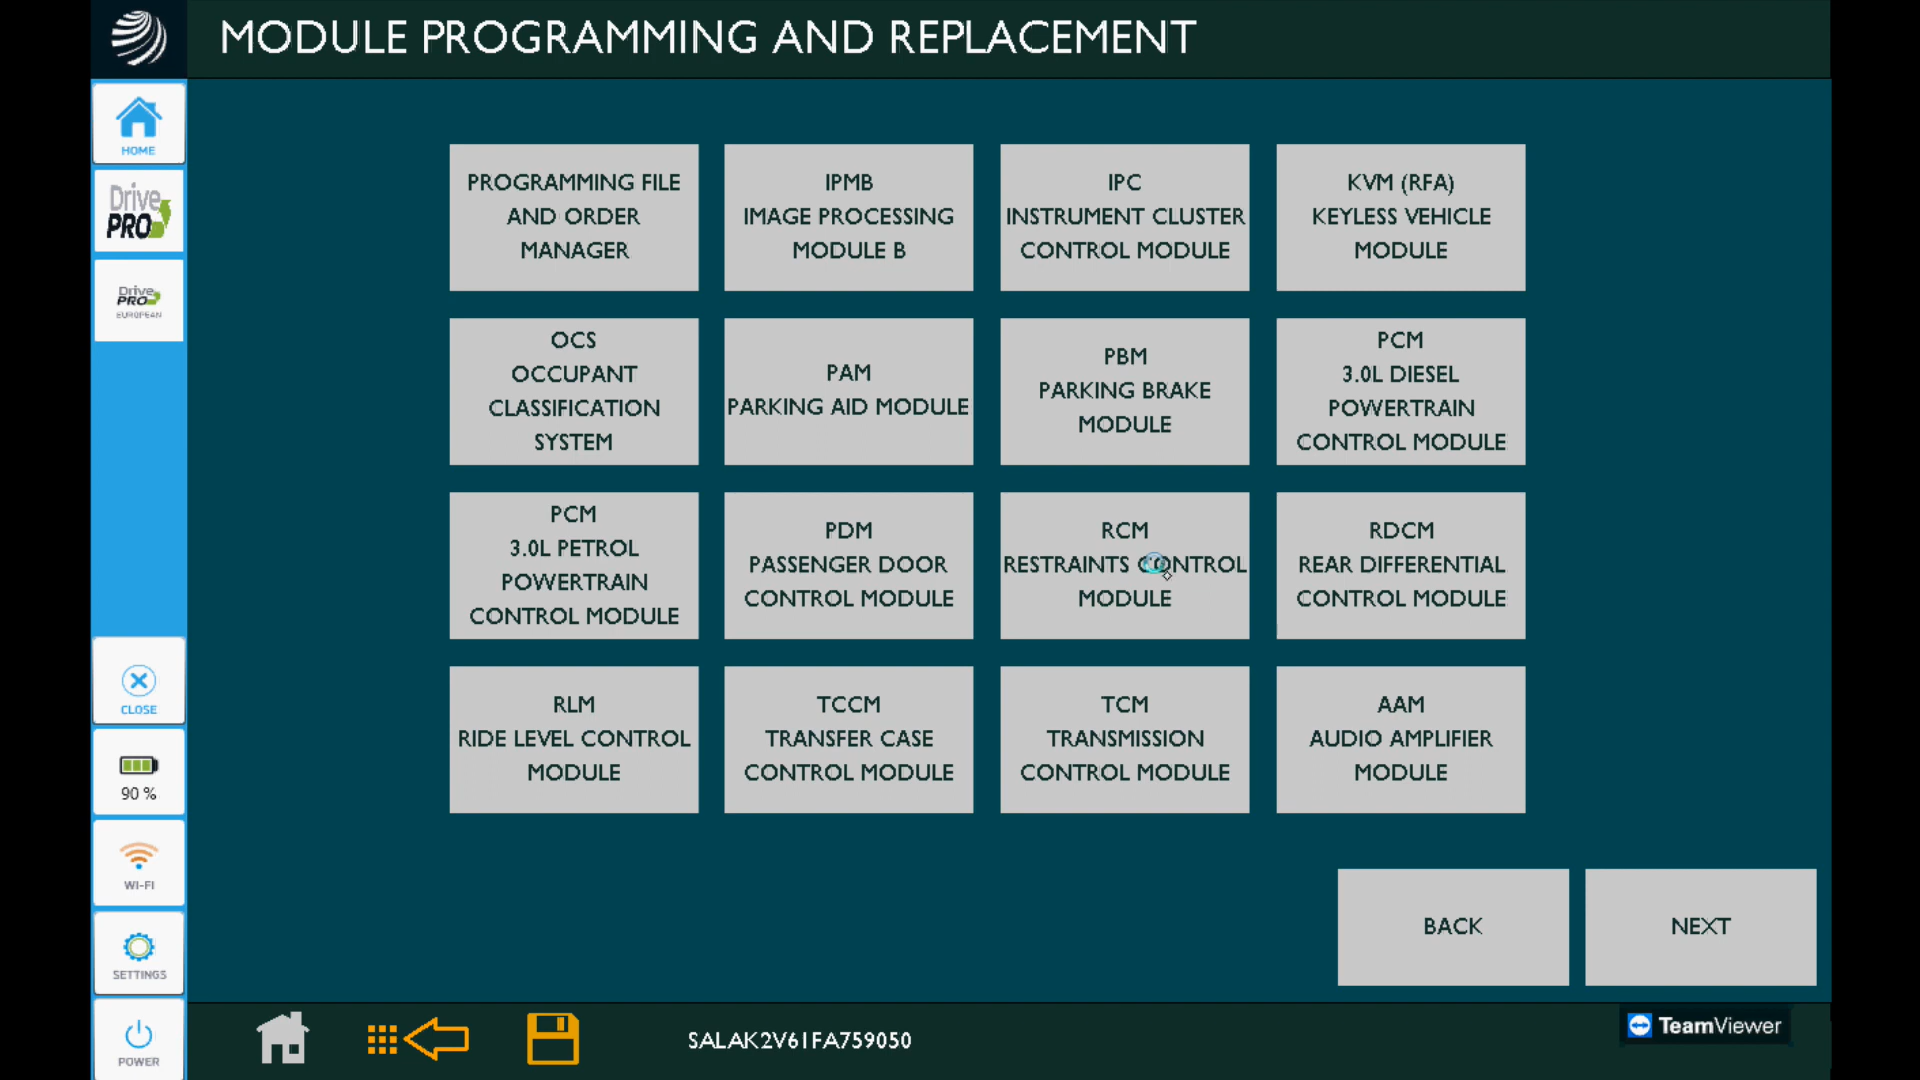 MODULE PROGRAMMING AND REPLACEMENT
HOME
Drive
PRO
Drive
PRO
EUROPEAN
PROGRAMMING FILE
AND ORDER
MANAGER
IPMB
IMAGE PROCESSING
MODULE B
IPC
INSTRUMENT CLUSTER
CONTROL MODULE
KVM (RFA)
KEYLESS VEHICLE
MODULE
OCS
OCCUPANT
CLASSIFICATION
SYSTEM
PAM
PARKING AID MODULE
PBM
PARKING BRAKE
MODULE
PCM
3.0L DIESEL
POWERTRAIN
CONTROL MODULE
PCM
3.0L PETROL
POWERTRAIN
CONTROL MODULE
PDM
PASSENGER DOOR
CONTROL MODULE
RCM
RESTRAINTS CONTROL
MODULE
RDCM
REAR DIFFERENTIAL
CONTROL MODULE
RLM
RIDE LEVEL CONTROL
MODULE
TCCM
TRANSFER CASE
CONTROL MODULE
TCM
TRANSMISSION
CONTROL MODULE
AAM
AUDIO AMPLIFIER
MODULE
CLOSE
90 %
WI-FI
SETTINGS
POWER
BACK
NEXT
SALAK2V61FA759050
TeamViewer